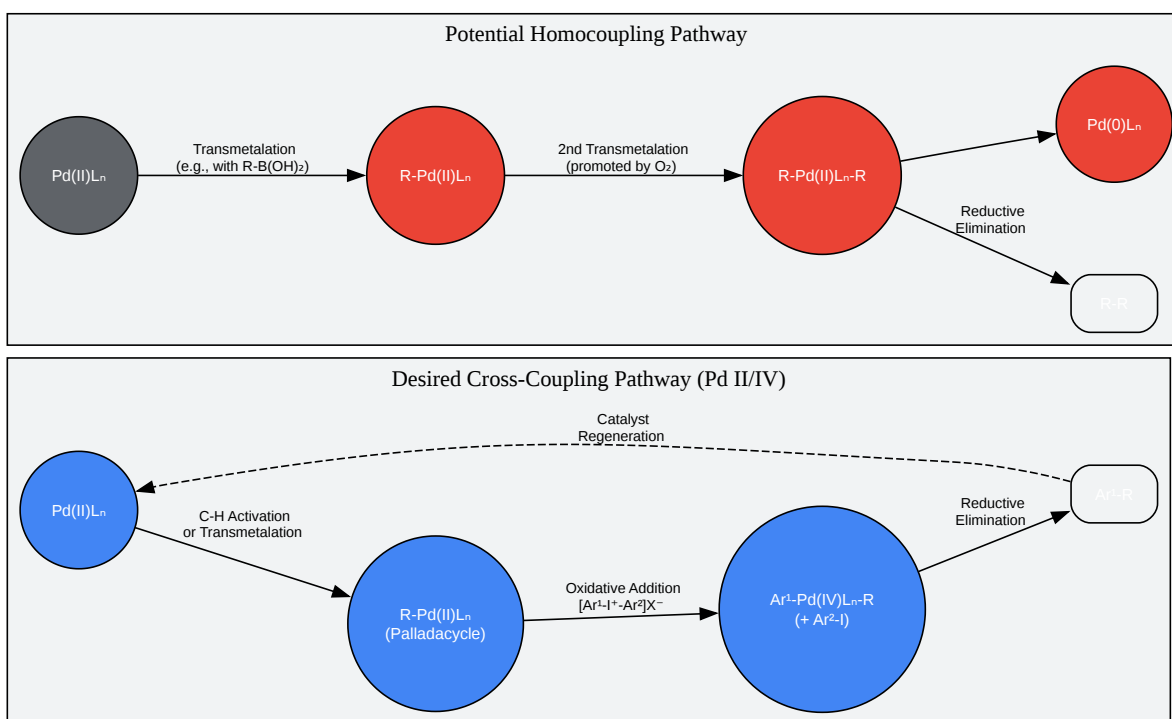 Potential Homocoupling Pathway
Pd(II)Lₙ
Transmetalation
(e.g., with R-B(OH)₂)
R-Pd(II)Lₙ
2nd Transmetalation
(promoted by O₂)
R-Pd(II)Lₙ-R
Pd(0)Lₙ
Reductive
Elimination
R-R
Desired Cross-Coupling Pathway (Pd II/IV)
Catalyst
Regeneration
Pd(II)Lₙ
C-H Activation
or Transmetalation
R-Pd(II)Lₙ
(Palladacycle)
Oxidative Addition
[Ar¹-I⁺-Ar²]X⁻
Ar¹-Pd(IV)Lₙ-R
(+ Ar²-I)
Reductive
Elimination
Ar¹-R